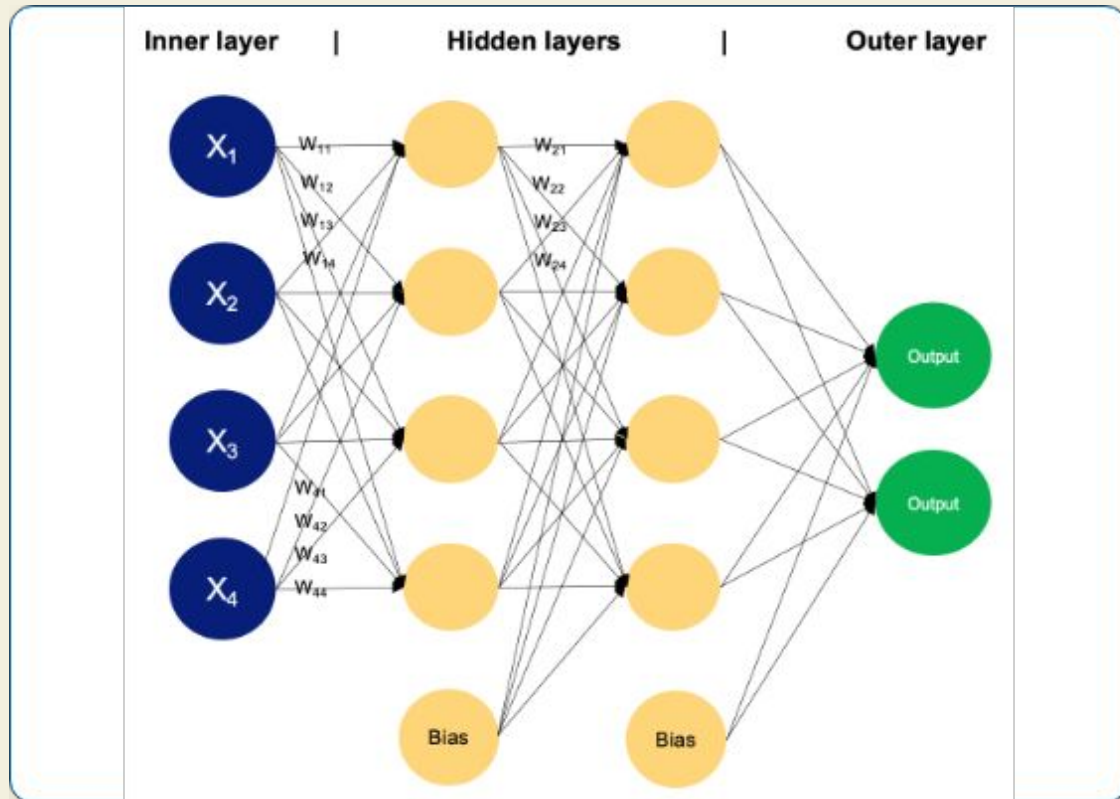 Inner layer | Hidden layers | Outer layer
X₁
W₁₁
W₁₂
W₁₃
W₁₄
W₂₁
W₂₂
W₂₃
W₂₄
X₂
Output
X₃
W₄₁
W₄₂
W₄₃
W₄₄
Output
X₄
Bias
Bias